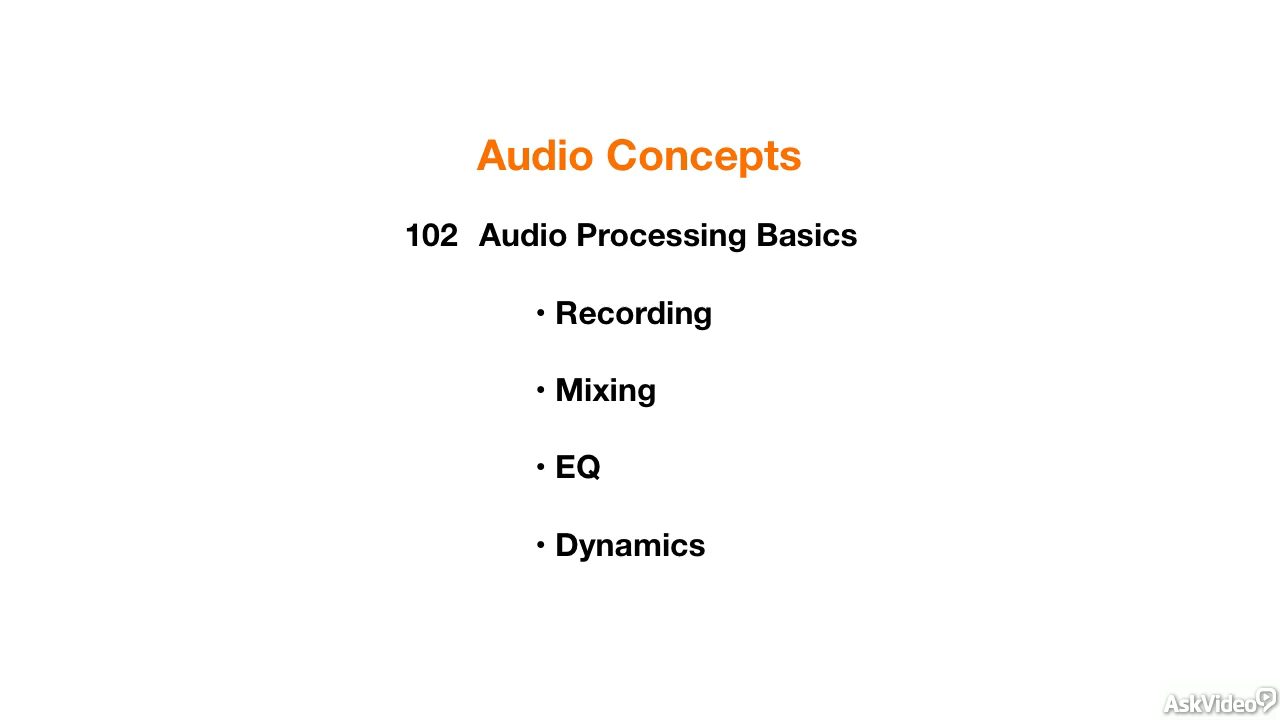 Audio Concepts
102 Audio Processing Basics
• Recording
• Mixing
• EQ
• Dynamics
AskVideo